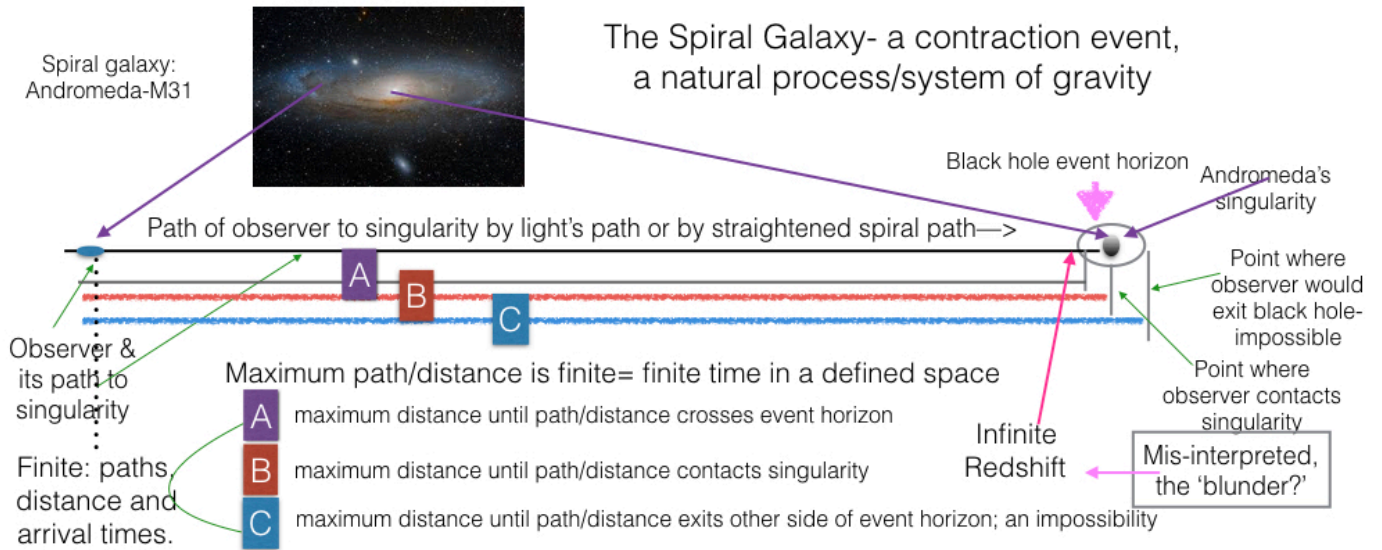 The Spiral Galaxy- a contraction event,
a natural process/system of gravity
Spiral galaxy:
Andromeda-M31
Black hole event horizon
Andromeda's
singularity
Path of observer to singularity by light's path or by straightened spiral path—>
A
B
C
Point where
observer would
exit black hole-
impossible
Observer &
its path to
singularity
Point where
observer contacts
singularity
Maximum path/distance is finite= finite time in a defined space
A maximum distance until path/distance crosses event horizon
B maximum distance until path/distance contacts singularity
C maximum distance until path/distance exits other side of event horizon; an impossibility
Finite: paths,
distance and
arrival times.
Infinite
Redshift
Mis-interpreted,
the 'blunder?'